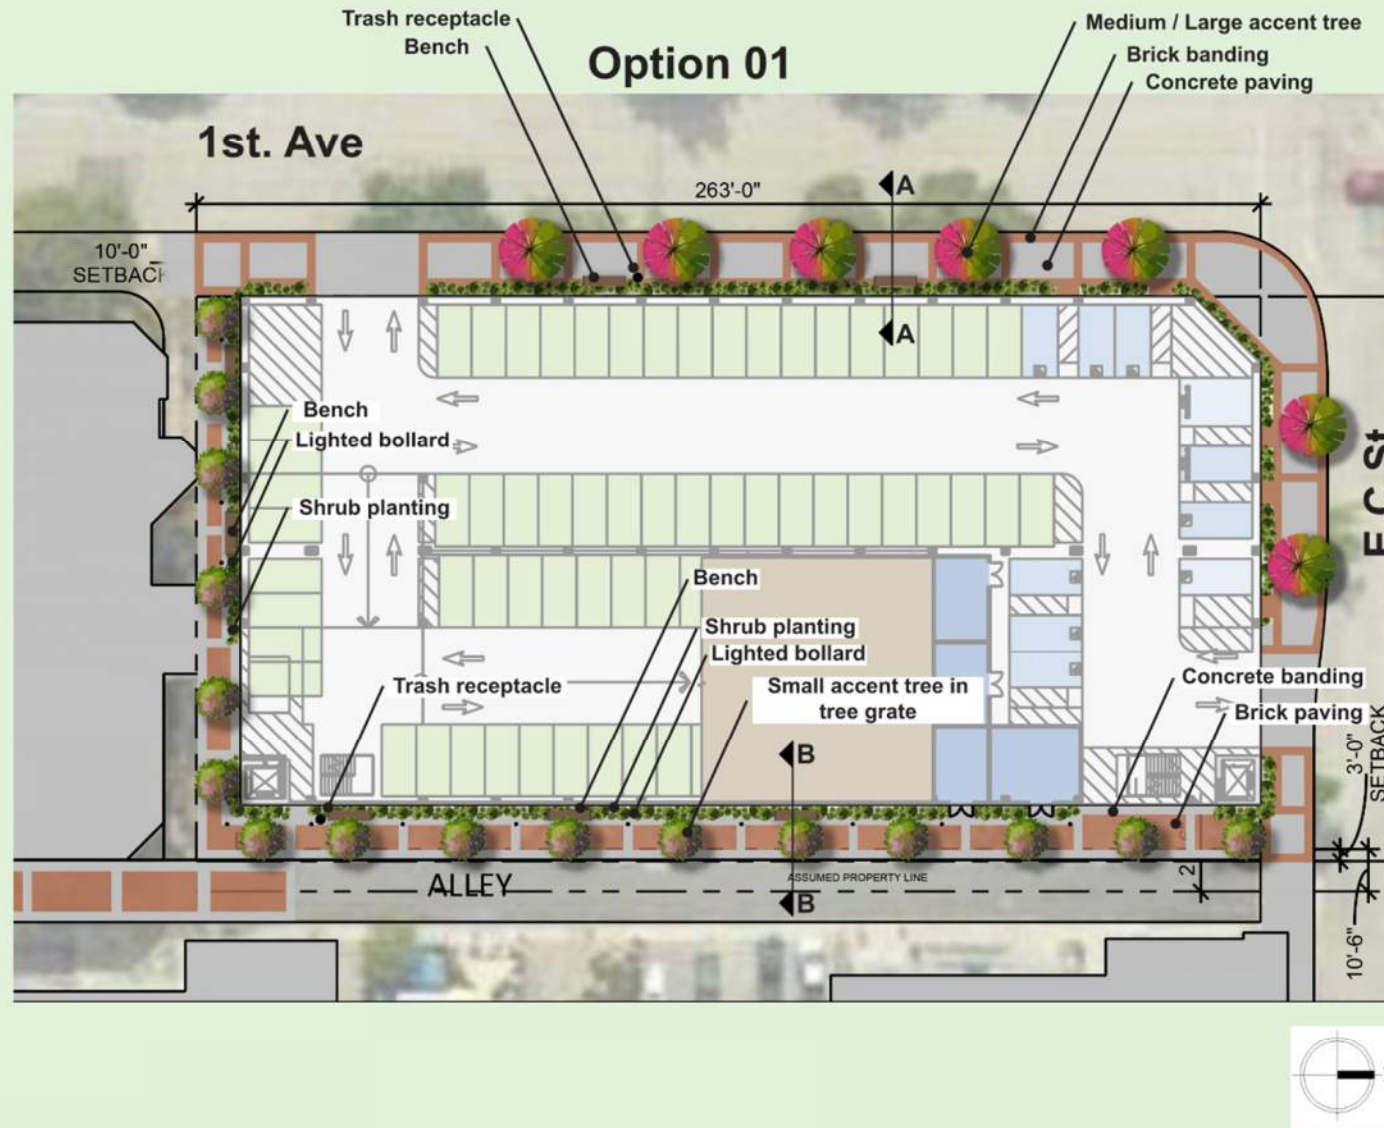 Trash receptacle
Bench
Option 01
Medium / Large accent tree
Brick banding
Concrete paving
1st. Ave
263'-0"
A
10'-0"
SETBACK
A
Bench
Lighted bollard
Shrub planting
E C St
Bench
Shrub planting
Lighted bollard
Trash receptacle
Small accent tree in
tree grate
Concrete banding
Brick paving
3'-0"
SETBACK
B
ALLEY
ASSUMED PROPERTY LINE
2
B
10'-6"